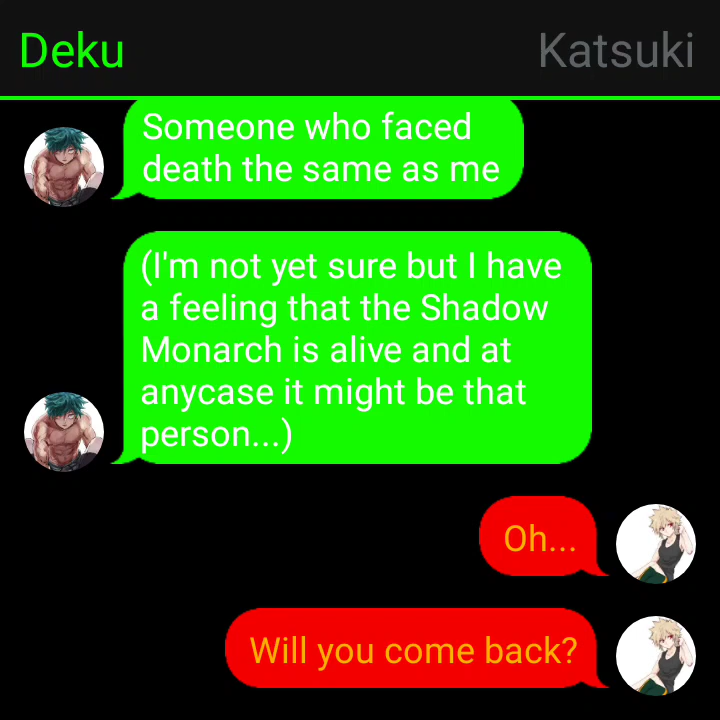 Deku
Katsuki
Someone who faced
death the same as me
(I'm not yet sure but I have
a feeling that the Shadow
Monarch is alive and at
anycase it might be that
person...)
Oh...
Will you come back?